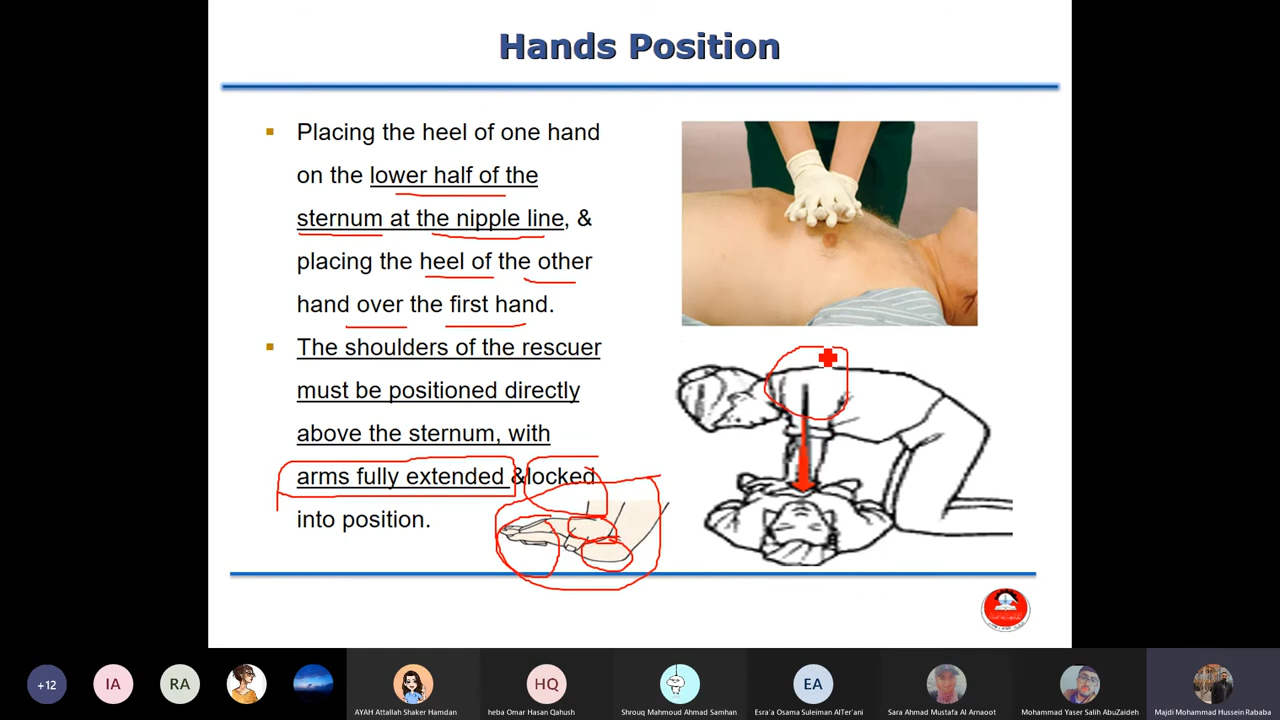 Hands Position
Placing the heel of one hand
on the lower half of the
sternum at the nipple line, &
placing the heel of the other
hand over the first hand.
The shoulders of the rescuer
must be positioned directly
above the sternum, with
arms fully extended &locked
into position.
+12
IA
RA
HQ
EA
AYAH Attallah Shaker Hamdan
heba Omar Hasan Qahush
Shroug Mahmoud Ahmad Samhan
Esra'a Osama Suleiman AlTer'ani
Sara Ahmad Mustafa Al Arnaoot
Mohammad Yaser Salih AbuZaideh
Majdi Mohammad Hussein Rababa